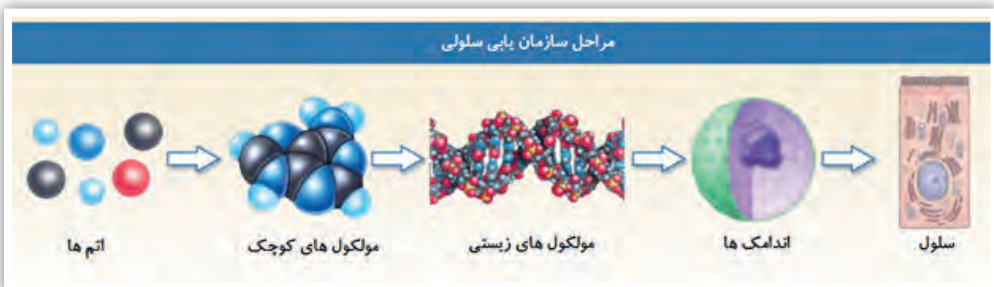 مراحل سازمان یابی سلولی
اتم ها
مولکول های کوچک
مولکول های زیستی
اندامک ها
سلول